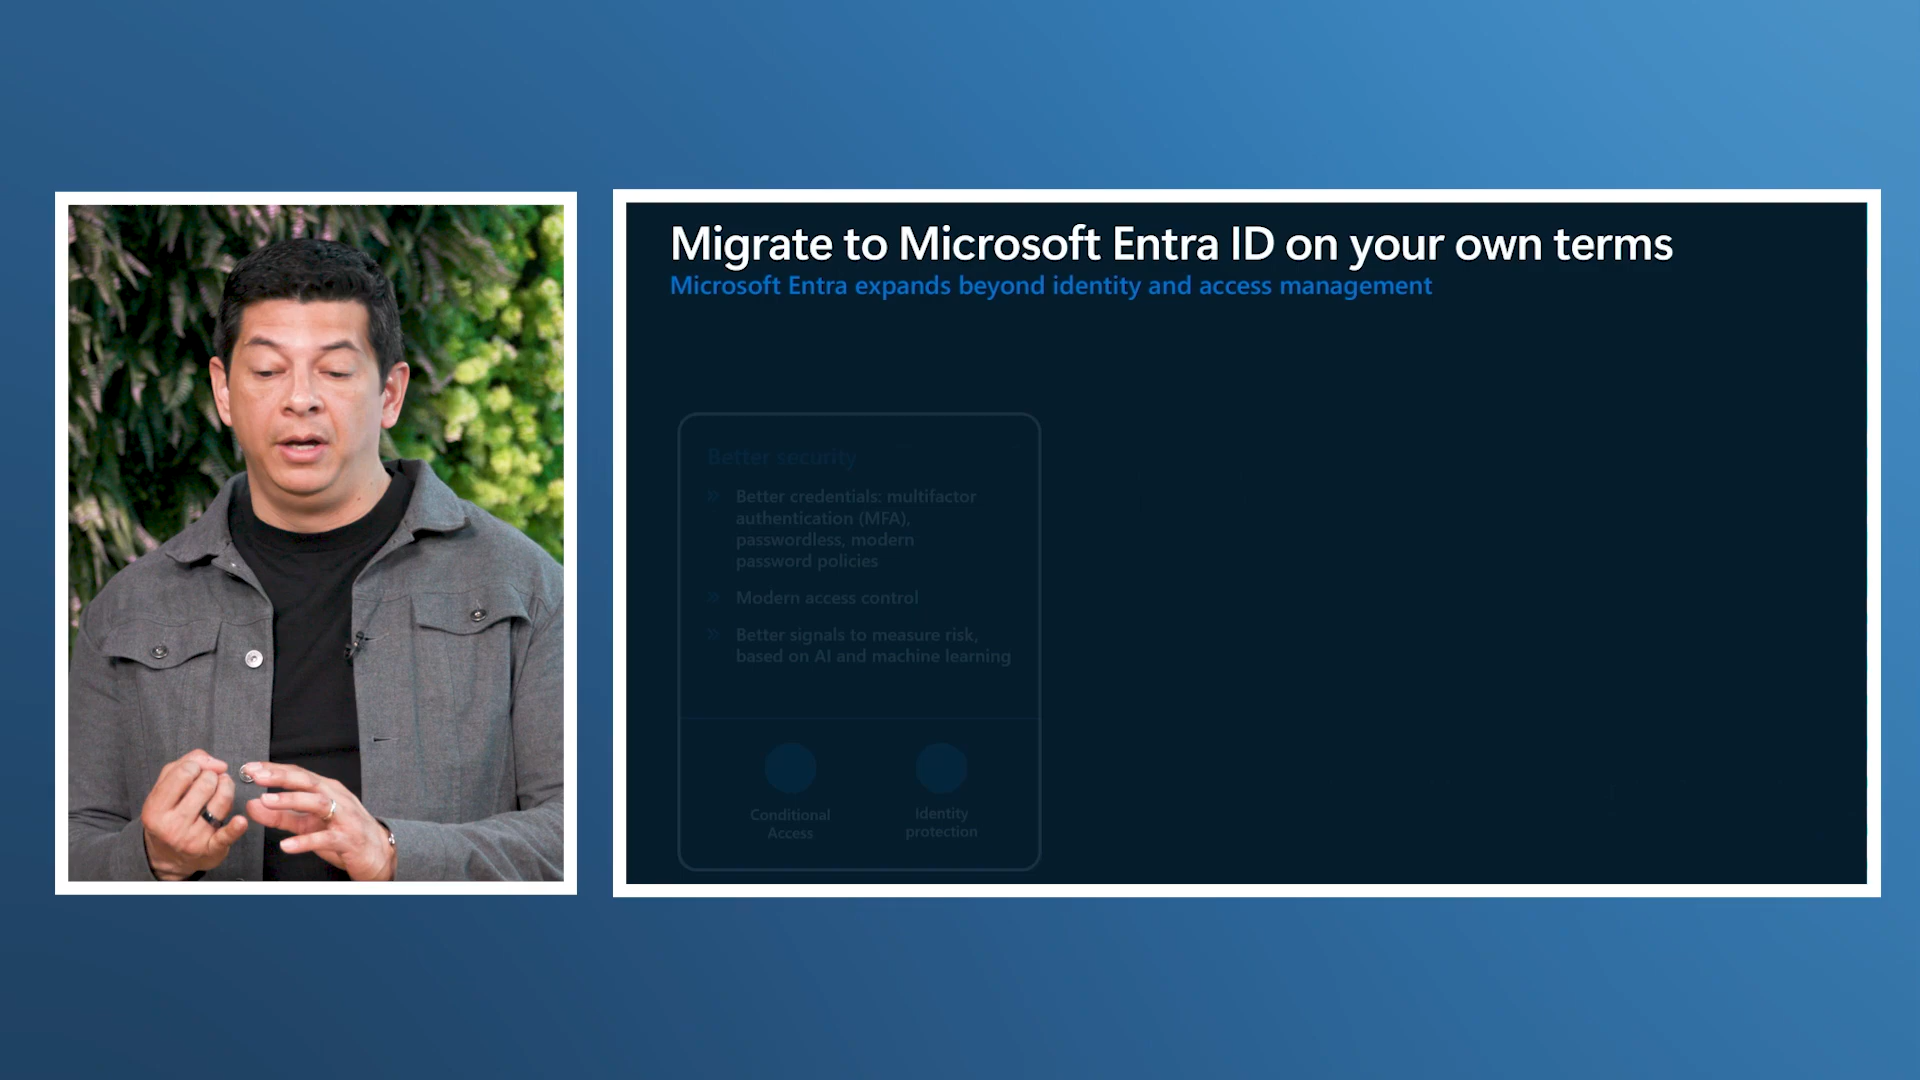 Migrate to Microsoft Entra ID on your own terms
Microsoft Entra expands beyond identity and access management
Better security
Better credentials: multifactor
authentication (MFA),
passwordless, modern
password policies
Modern access control
Better signals to measure risk,
based on AI and machine learning
Conditional
Access
Identity
protection